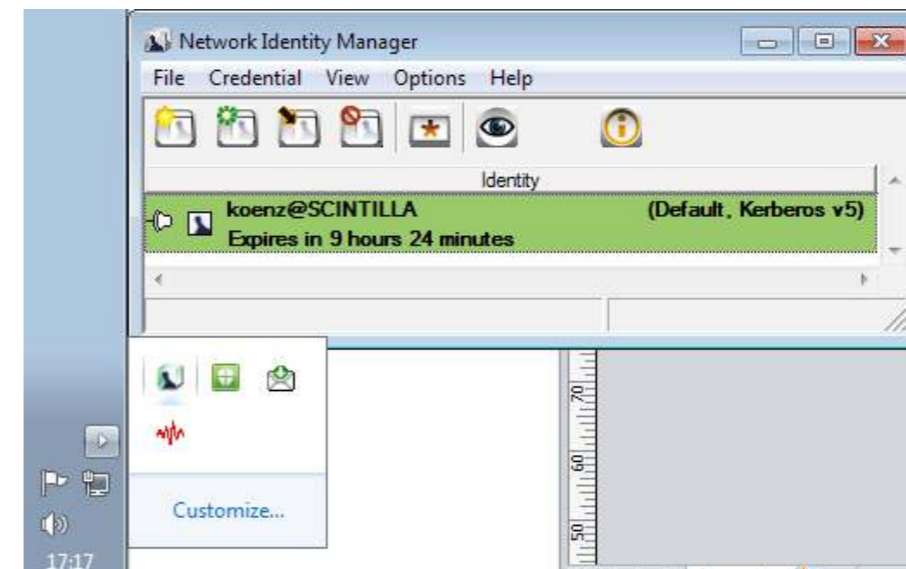 Network Identity Manager
File Credential View Options Help
Identity
koenz@SCINTILLA (Default, Kerberos v5)
Expires in 9 hours 24 minutes
Customize...
70
60
50
17:17